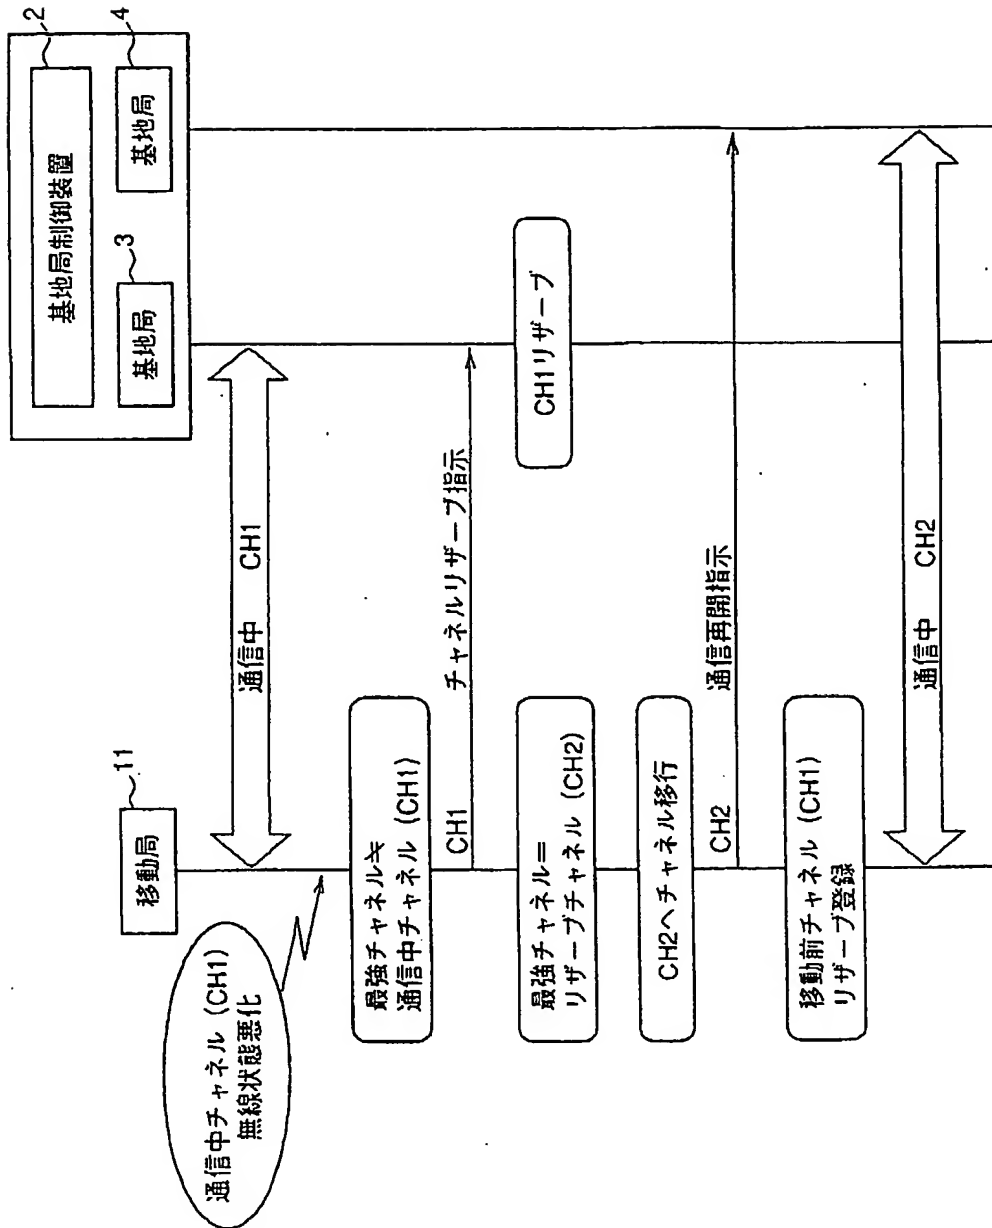 移動局
11
基地局制御装置
2
基地局
3
基地局
4
通信中チャネル(CH1)
無線状態悪化
通信中 CH1
最強チャネル≒
通信中チャネル(CH1)
CH1
チャネルリザーブ指示
最強チャネル=
リザーブチャネル(CH2)
CH1リザーブ
CH2へチャネル移行
CH2
通信再開指示
移動前チャネル(CH1)
リザーブ登録
通信中 CH2